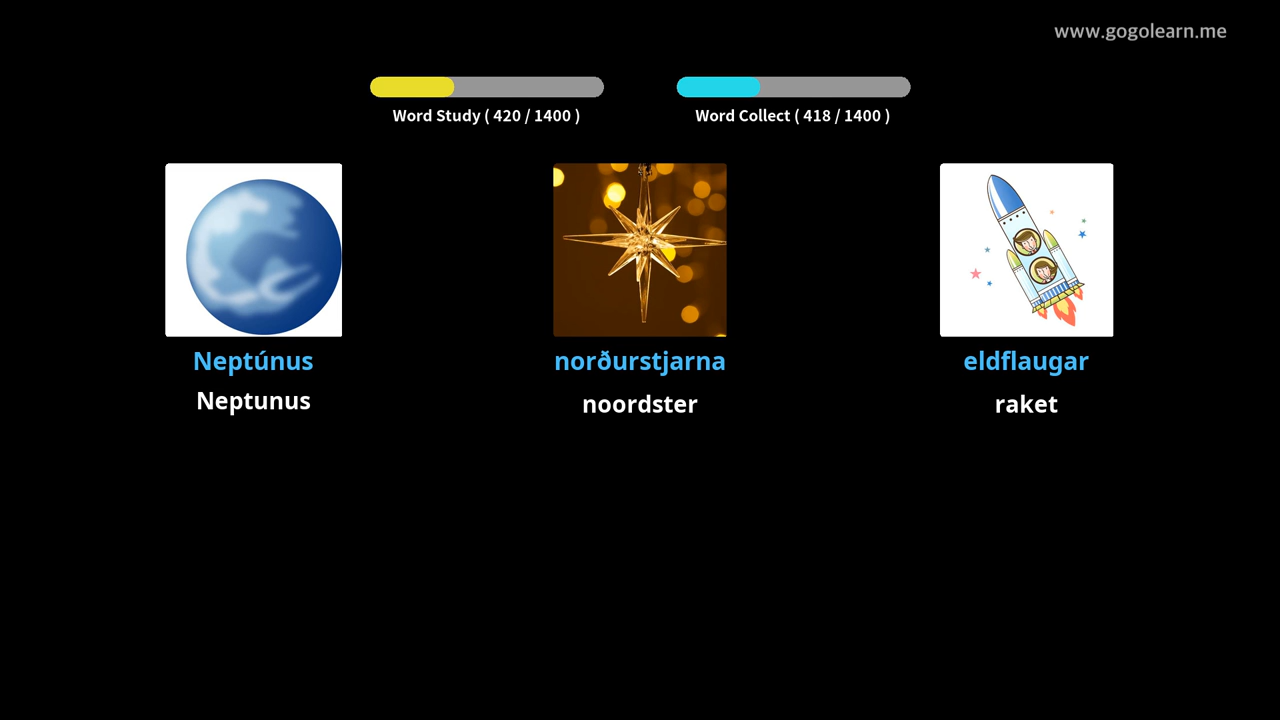 www.gogolearn.me
Word Study ( 420 / 1400 )
Word Collect ( 418 / 1400 )
Neptúnus
Neptunus
norðurstjarna
noordster
eldflaugar
raket